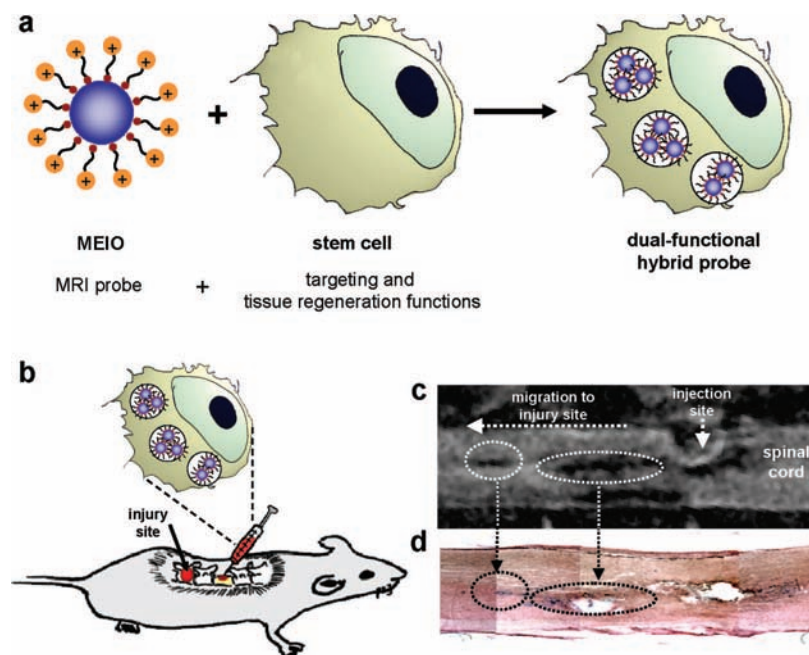 a
+ + + + + + + + + + + +
+
MEIO
stem cell
dual-functional
hybrid probe
MRI probe
+
targeting and
tissue regeneration functions
b
injury
site
c
migration to
injury site
injection
site
spinal
cord
d